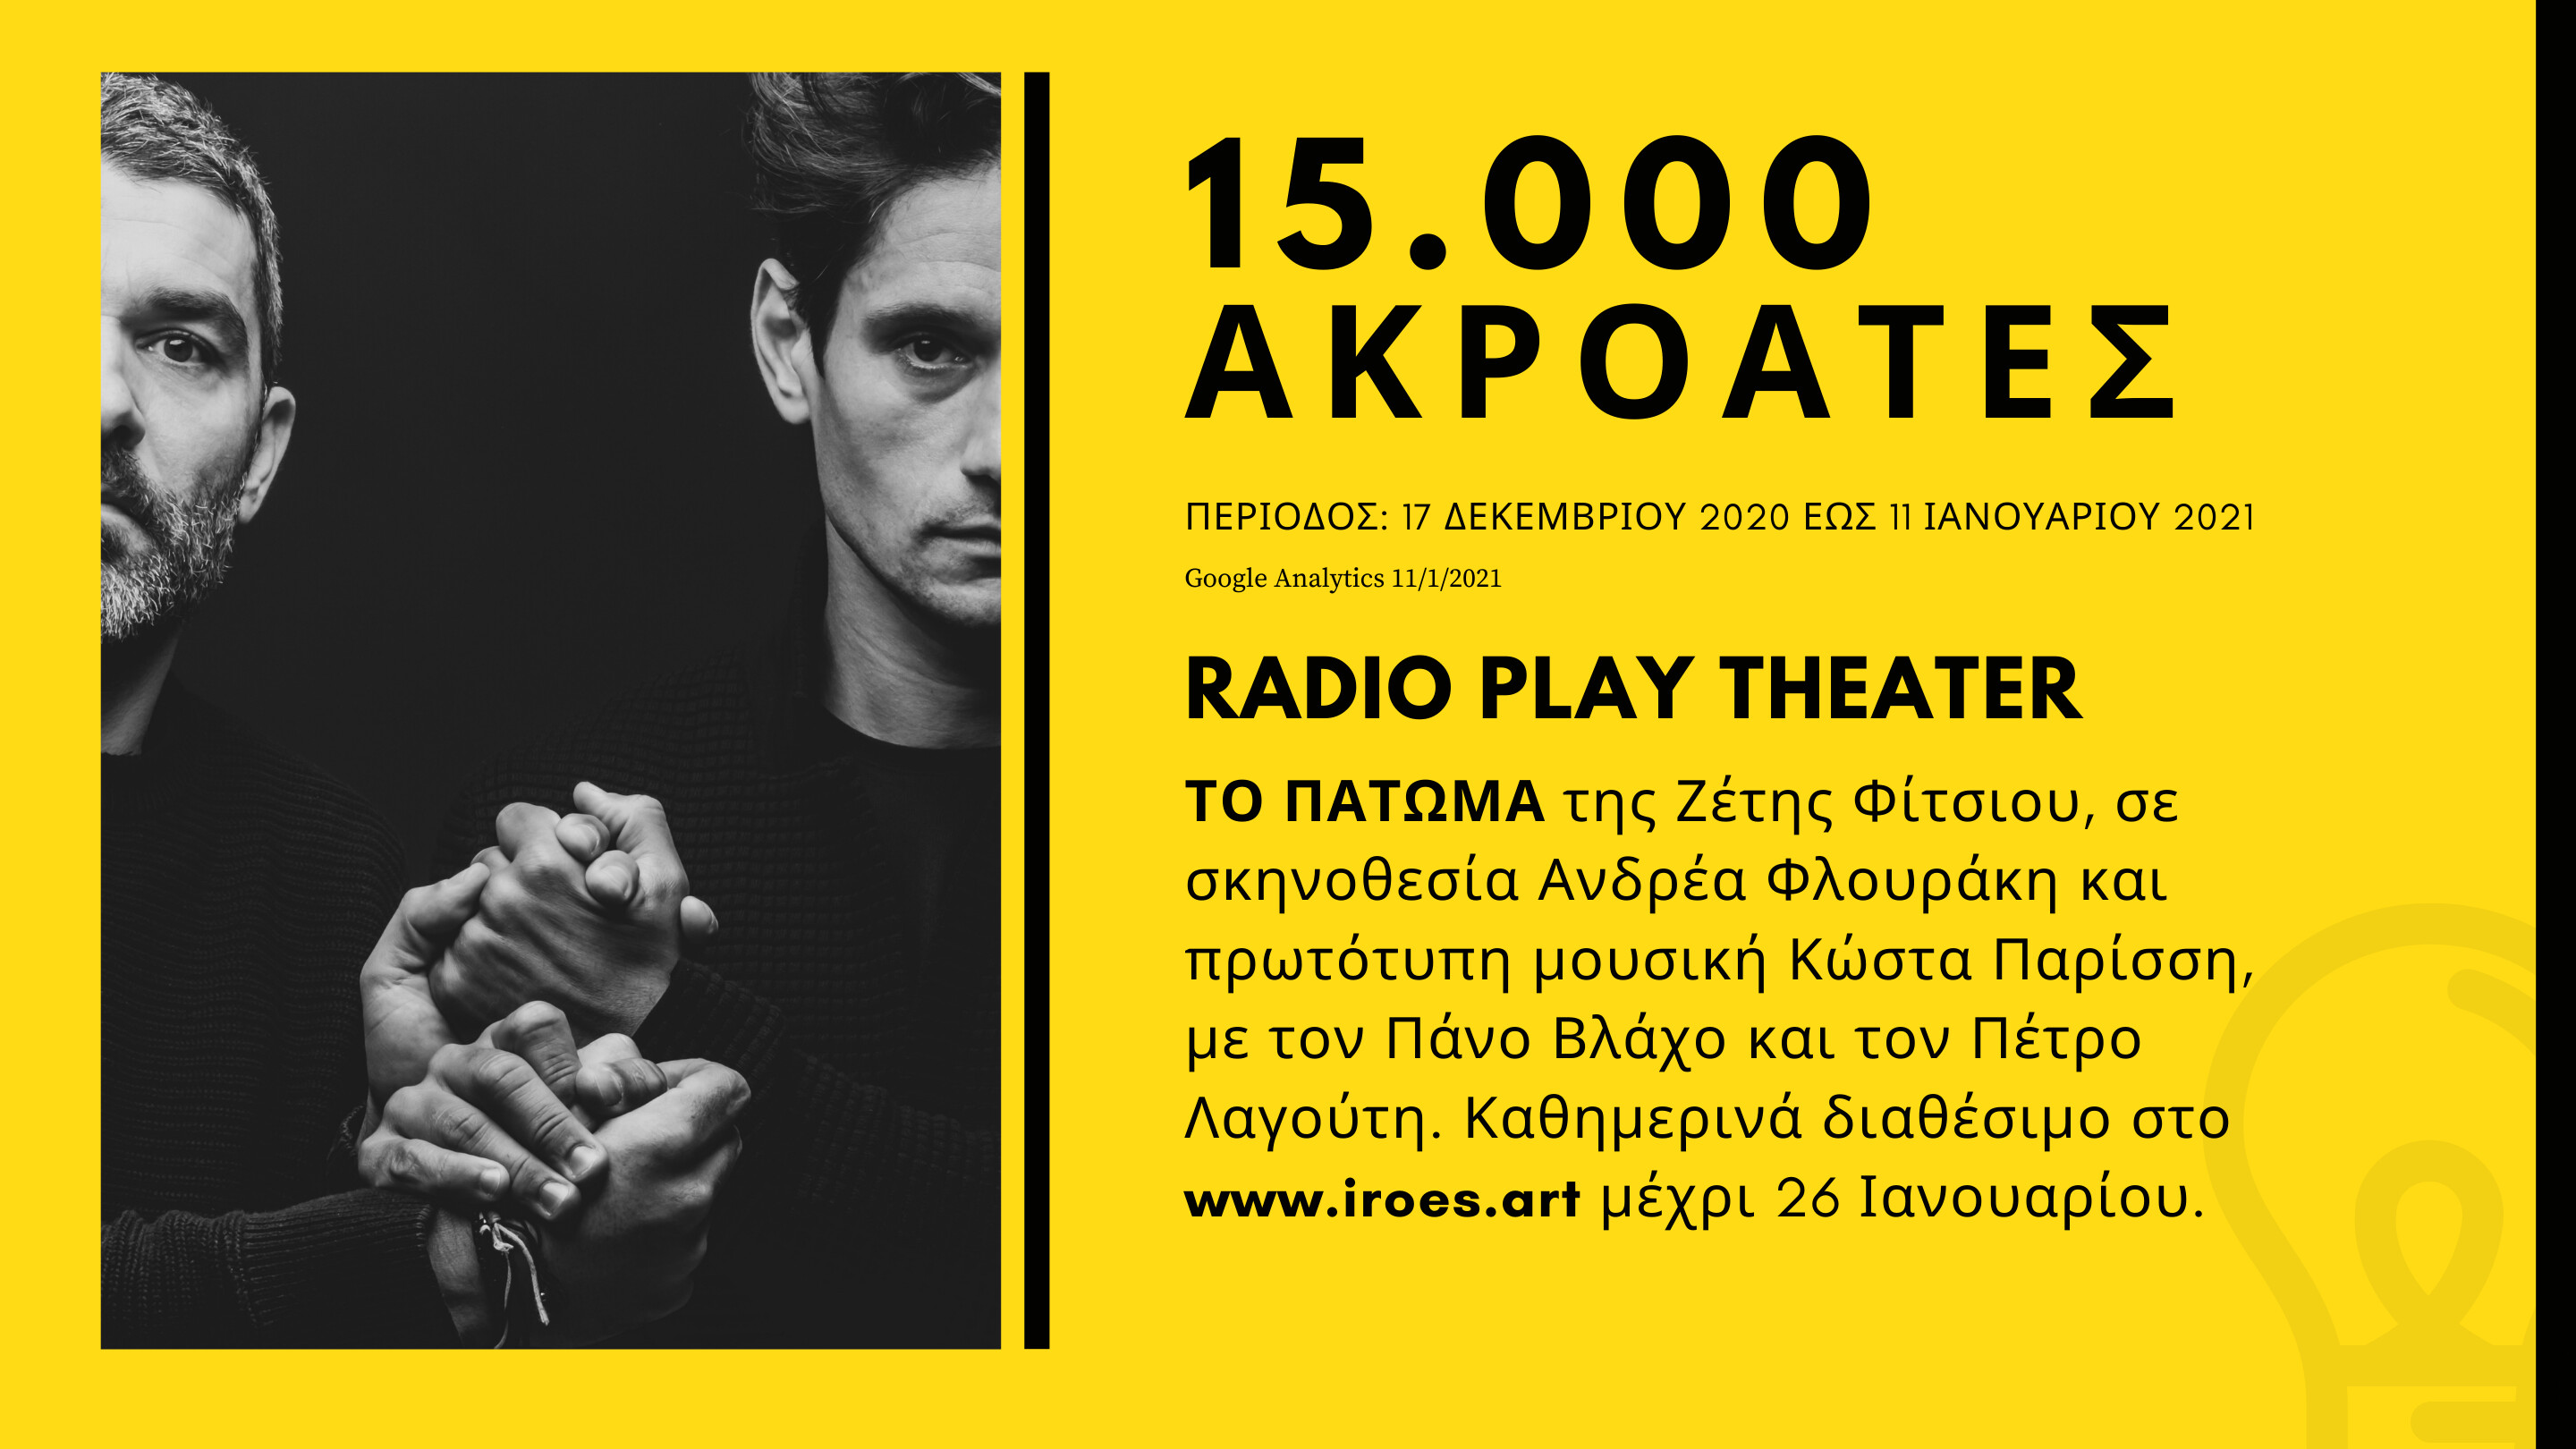 15.000
ΑΚΡΟΑΤΕΣ
ΠΕΡΙΟΔΟΣ: 17 ΔΕΚΕΜΒΡΙΟΥ 2020 ΕΩΣ 11 ΙΑΝΟΥΑΡΙΟΥ 2021
Google Analytics 11/1/2021
RADIO PLAY THEATER
ΤΟ ΠΑΤΩΜΑ της Ζέτης Φίτσιου, σε
σκηνοθεσία Ανδρέα Φλουράκη και
πρωτότυπη μουσική Κώστα Παρίσση,
με τον Πάνο Βλάχο και τον Πέτρο
Λαγούτη. Καθημερινά διαθέσιμο στο
www.iroes.art μέχρι 26 Ιανουαρίου.